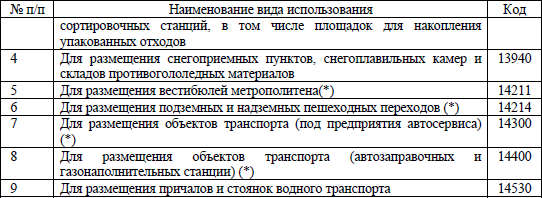 № п/п Наименование вида использования Код
сортировочных станций, в том числе площадок для накопления
упакованных отходов
4 Для размещения снегоприемных пунктов, снегоплавильных камер и 13940
складов противогололедных материалов
5 Для размещения вестибюлей метрополитена(*) 14211
6 Для размещения подземных и надземных пешеходных переходов (*) 14214
7 Для размещения объектов транспорта (под предприятия автосервиса) 14300
(*)
8 Для размещения объектов транспорта (автозаправочных и 14400
газонаполнительных станции) (*)
9 Для размещения причалов и стоянок водного транспорта 14530